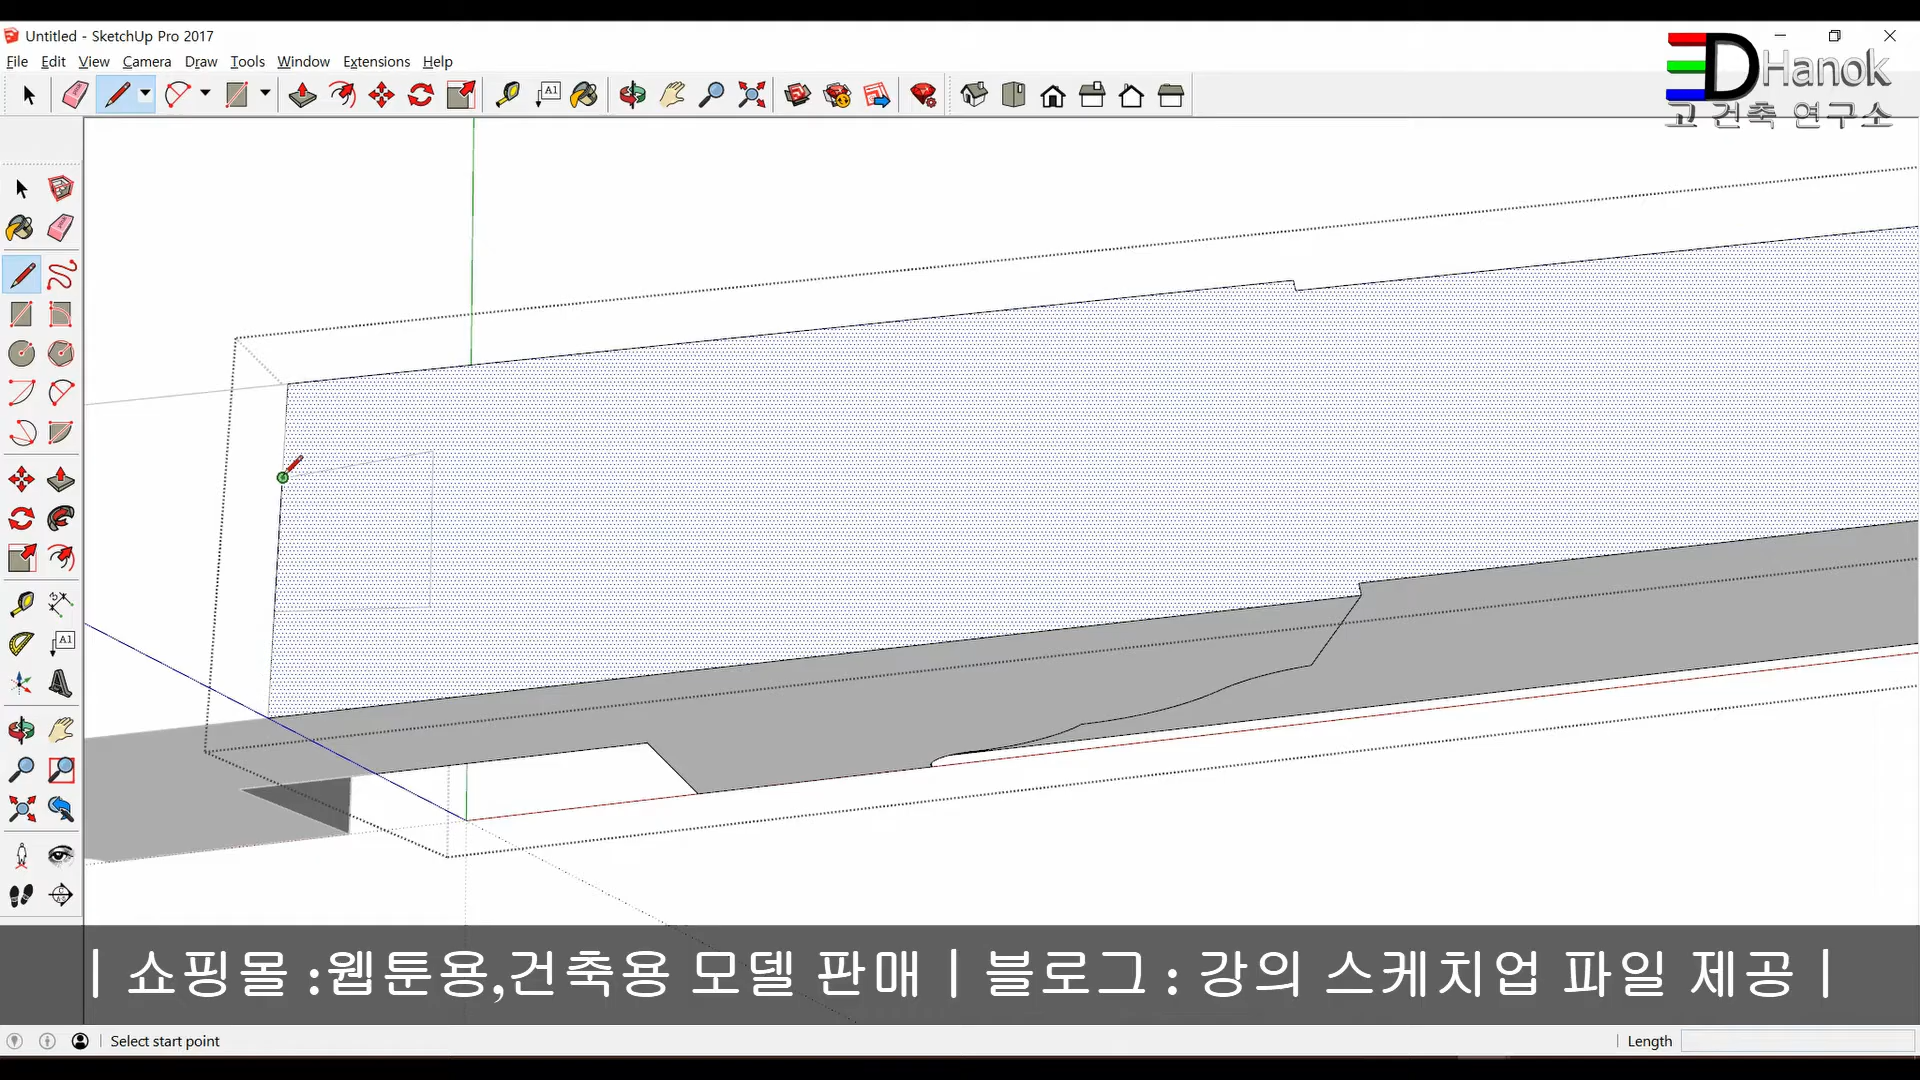 Untitled - SketchUp Pro 2017
File Edit View Camera Draw Tools Window Extensions Help
DHanok
고 건축 연구소
| 쇼핑몰 :웹툰용,건축용 모델 판매 | 블로그 : 강의 스케치업 파일 제공 |
Select start point
Length